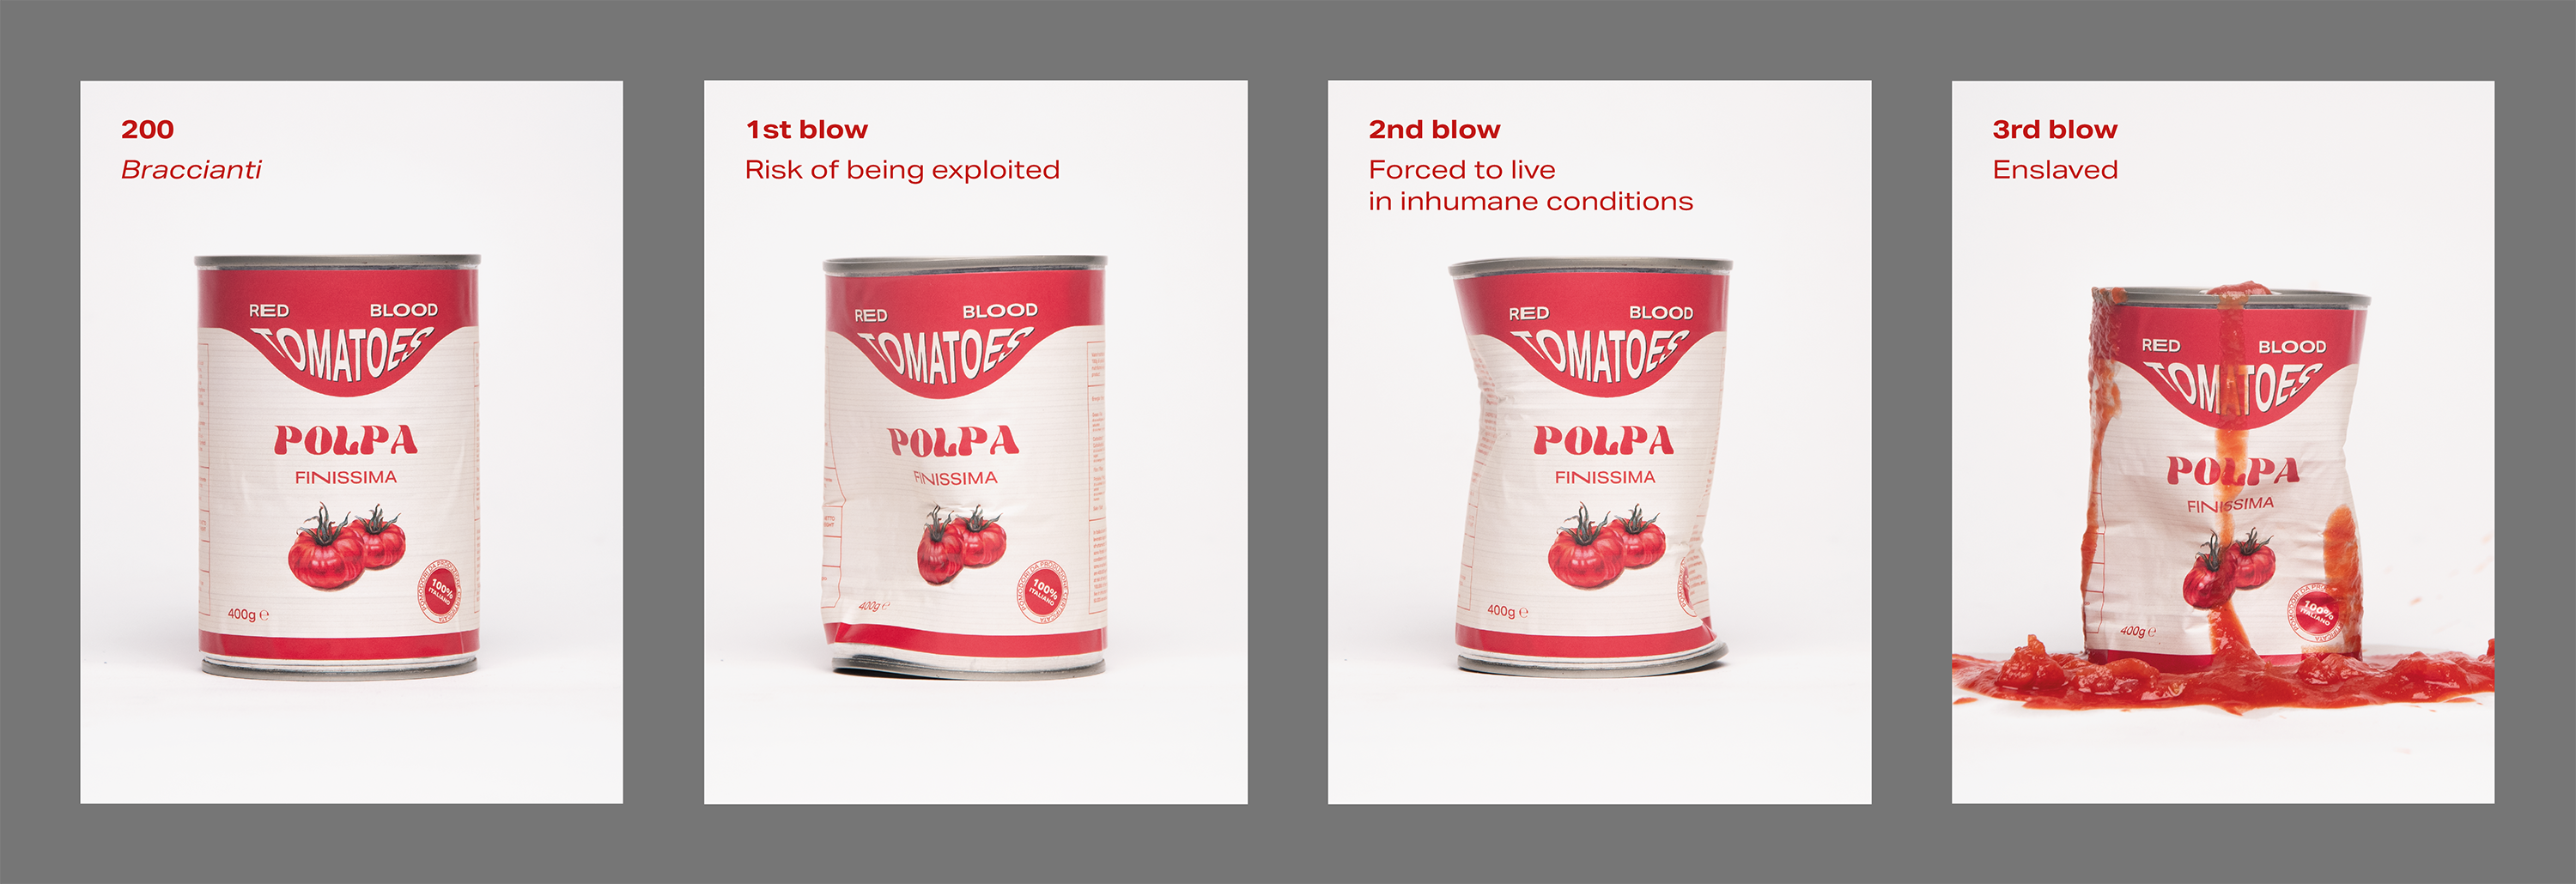 200
Braccianti
RED BLOOD
TOMATOES
POLPA
FINISSIMA
100%
ITALIANO
400g ℮
1st blow
Risk of being exploited
RED BLOOD
TOMATOES
POLPA
FINISSIMA
100%
ITALIANO
400g ℮
2nd blow
Forced to live
in inhumane conditions
RED BLOOD
TOMATOES
POLPA
FINISSIMA
400g ℮
3rd blow
Enslaved
RED BLOOD
TOMATOES
POLPA
FINISSIMA
100%
ITALIANO
400g ℮